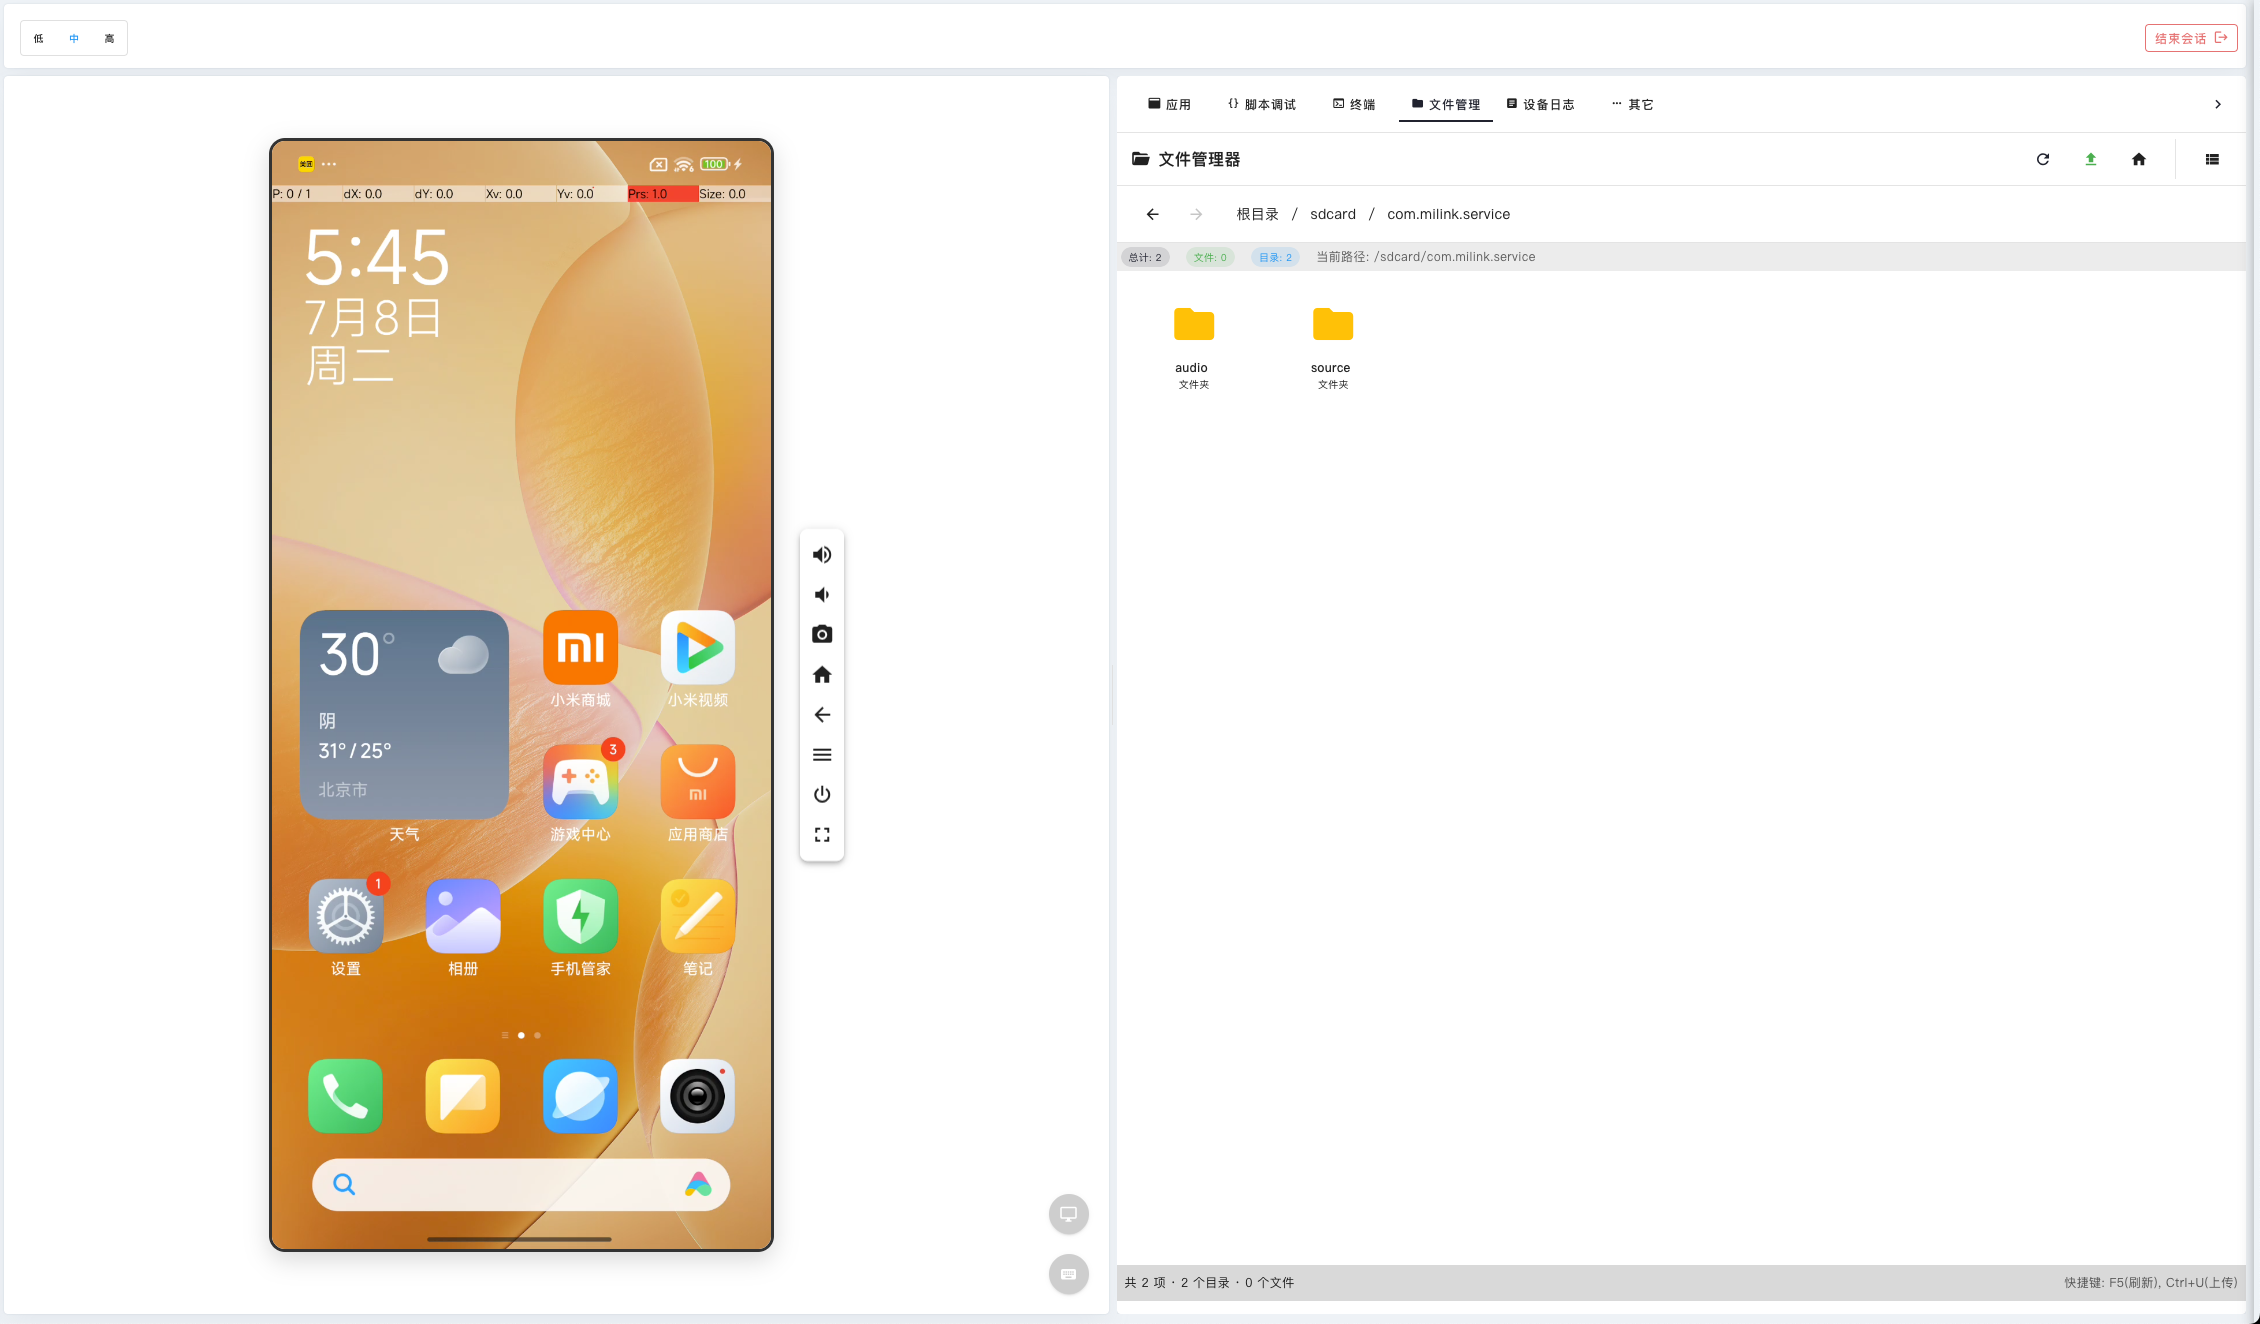 低 中 高
结束会话
应用 脚本调试 终端 文件管理 设备日志 其它
文件管理器
根目录 / sdcard / com.milink.service
总计: 2 文件: 0 目录: 2 当前路径: /sdcard/com.milink.service
audio
文件夹
source
文件夹
共 2 项 · 2 个目录 · 0 个文件
快捷键: F5(刷新), Ctrl+U(上传)
美团
100
P: 0 / 1 dX: 0.0 dY: 0.0 Xv: 0.0 Yv: 0.0 Prs: 1.0 Size: 0.0
5:45
7月8日
周二
30°
阴
31° / 25°
北京市
天气
小米商城
小米视频
3
游戏中心
应用商店
1
设置
相册
手机管家
笔记